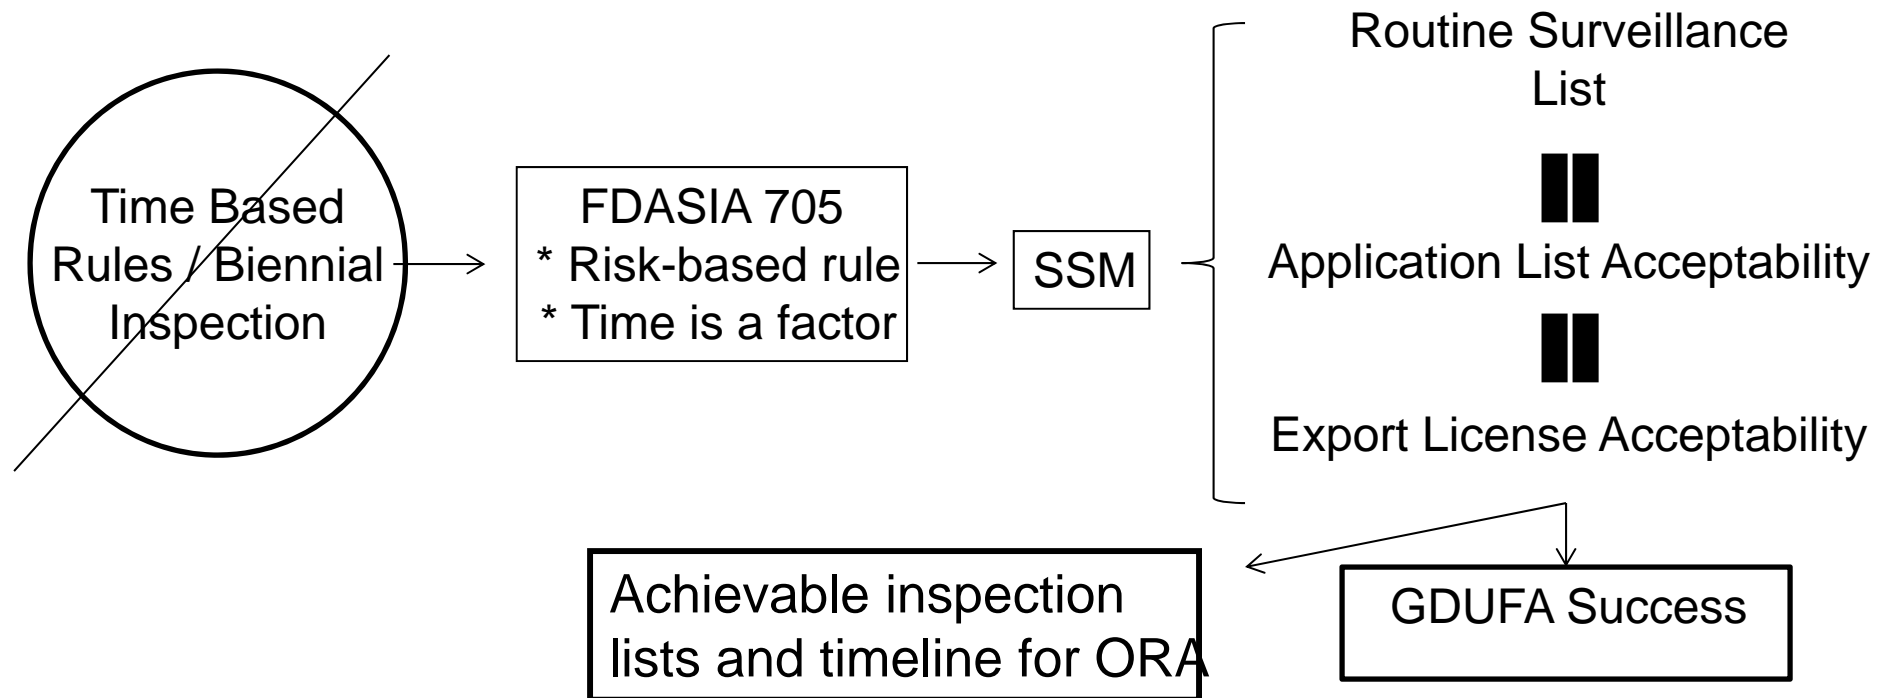 Time Based
Rules / Biennial
Inspection
FDASIA 705
* Risk-based rule
* Time is a factor
SSM
Routine Surveillance
List
Application List Acceptability
Export License Acceptability
Achievable inspection
lists and timeline for ORA
GDUFA Success